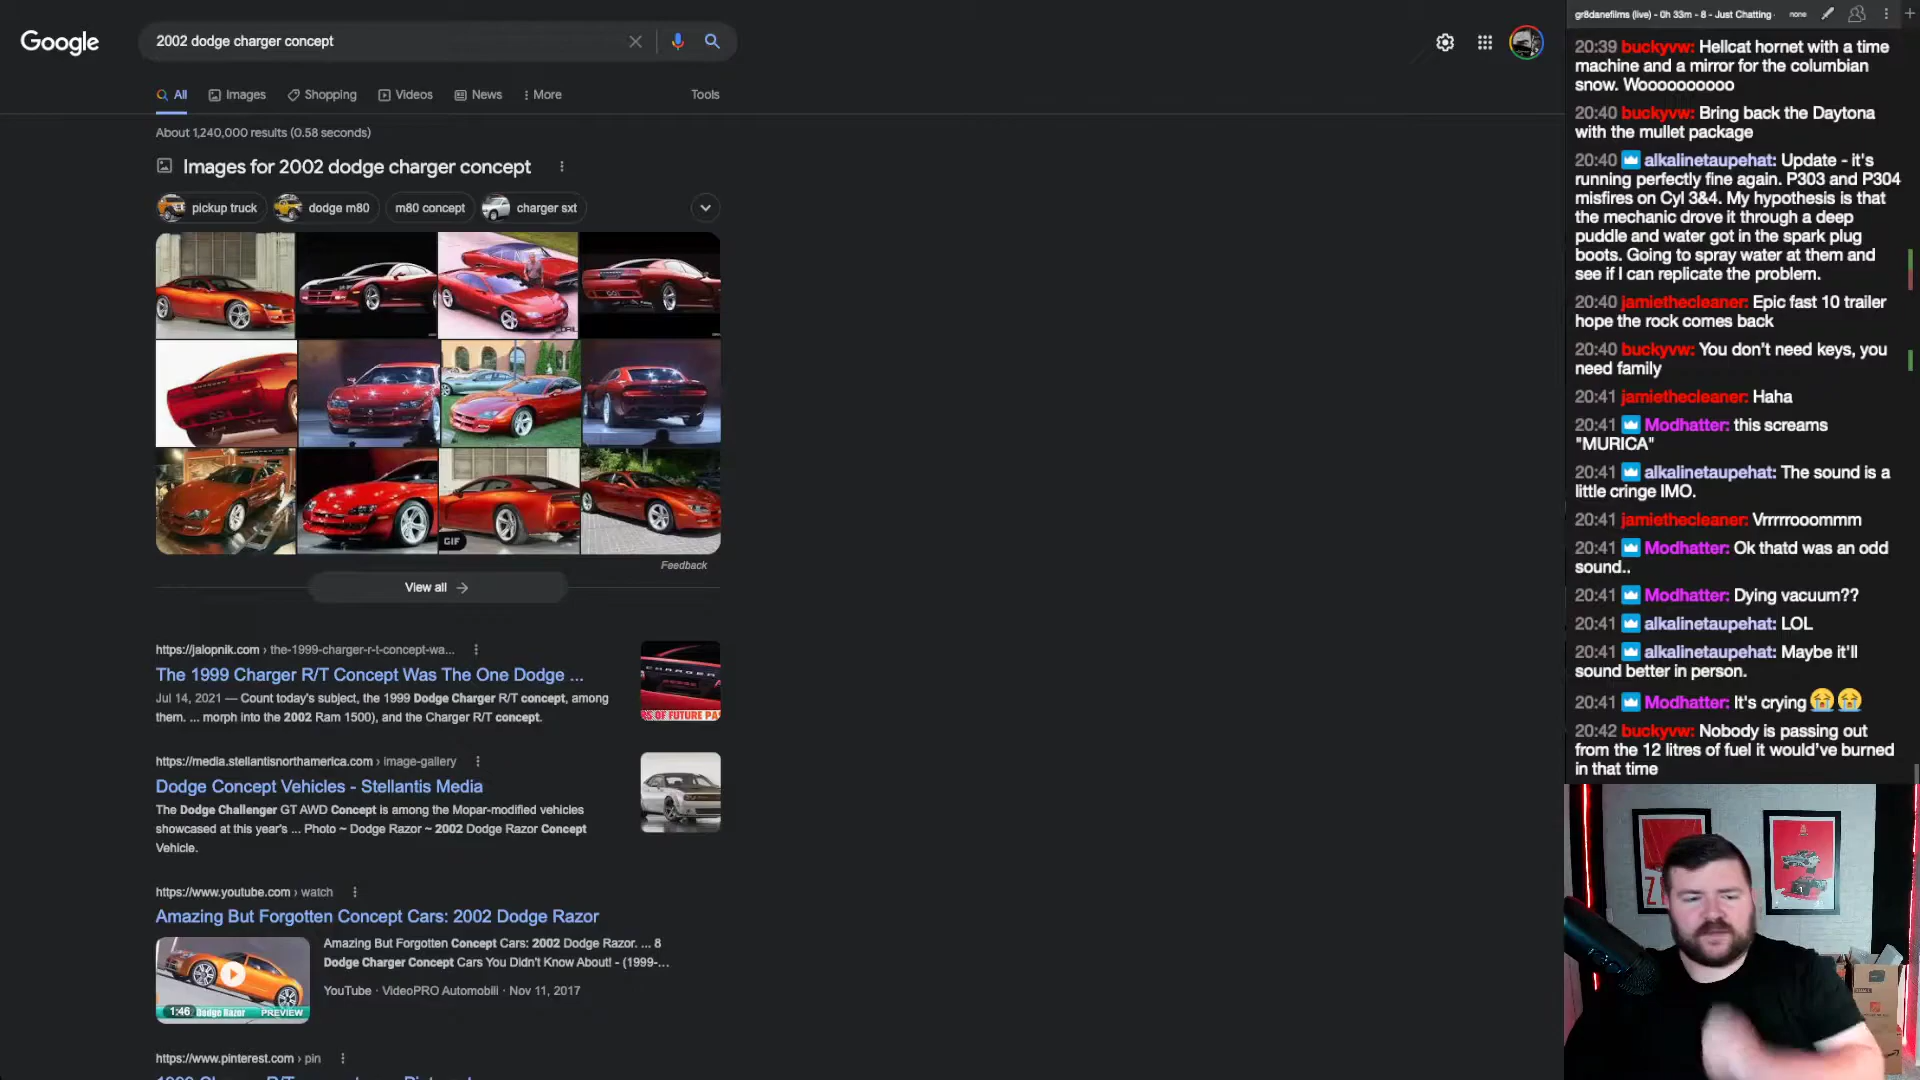 Google
2002 dodge charger concept
All
Images
Shopping
Videos
News
More
Tools
About 1,240,000 results (0.58 seconds)
Images for 2002 dodge charger concept
pickup truck
dodge m80
m80 concept
charger sxt
GIF
Feedback
View all
https://jalopnik.com › the-1999-charger-r-t-concept-wa...
The 1999 Charger R/T Concept Was The One Dodge ...
Jul 14, 2021 — Count today's subject, the 1999 Dodge Charger R/T concept, among
them. ... morph into the 2002 Ram 1500), and the Charger R/T concept.
https://media.stellantisnorthamerica.com › image-gallery
Dodge Concept Vehicles - Stellantis Media
The Dodge Challenger GT AWD Concept is among the Mopar-modified vehicles
showcased at this year's ... Photo ~ Dodge Razor ~ 2002 Dodge Razor Concept
Vehicle.
https://www.youtube.com › watch
Amazing But Forgotten Concept Cars: 2002 Dodge Razor
Amazing But Forgotten Concept Cars: 2002 Dodge Razor. ... 8
Dodge Charger Concept Cars You Didn't Know About! - (1999-...
YouTube · VideoPRO Automobili · Nov 11, 2017
1:46 Dodge Razor PREVIEW
https://www.pinterest.com › pin
gr8danefilms (live) - 0h 33m - 8 - Just Chatting
none
20:39 buckyvw: Hellcat hornet with a time
machine and a mirror for the columbian
snow. Woooooooooo
20:40 buckyvw: Bring back the Daytona
with the mullet package
20:40 alkalinetaupehat: Update - it's
running perfectly fine again. P303 and P304
misfires on Cyl 3&4. My hypothesis is that
the mechanic drove it through a deep
puddle and water got in the spark plug
boots. Going to spray water at them and
see if I can replicate the problem.
20:40 jamiethecleaner: Epic fast 10 trailer
hope the rock comes back
20:40 buckyvw: You don't need keys, you
need family
20:41 jamiethecleaner: Haha
20:41 Modhatter: this screams
"MURICA"
20:41 alkalinetaupehat: The sound is a
little cringe IMO.
20:41 jamiethecleaner: Vrrrrrooommm
20:41 Modhatter: Ok thatd was an odd
sound..
20:41 Modhatter: Dying vacuum??
20:41 alkalinetaupehat: LOL
20:41 alkalinetaupehat: Maybe it'll
sound better in person.
20:41 Modhatter: It's crying😭😭
20:42 buckyvw: Nobody is passing out
from the 12 litres of fuel it would've burned
in that time